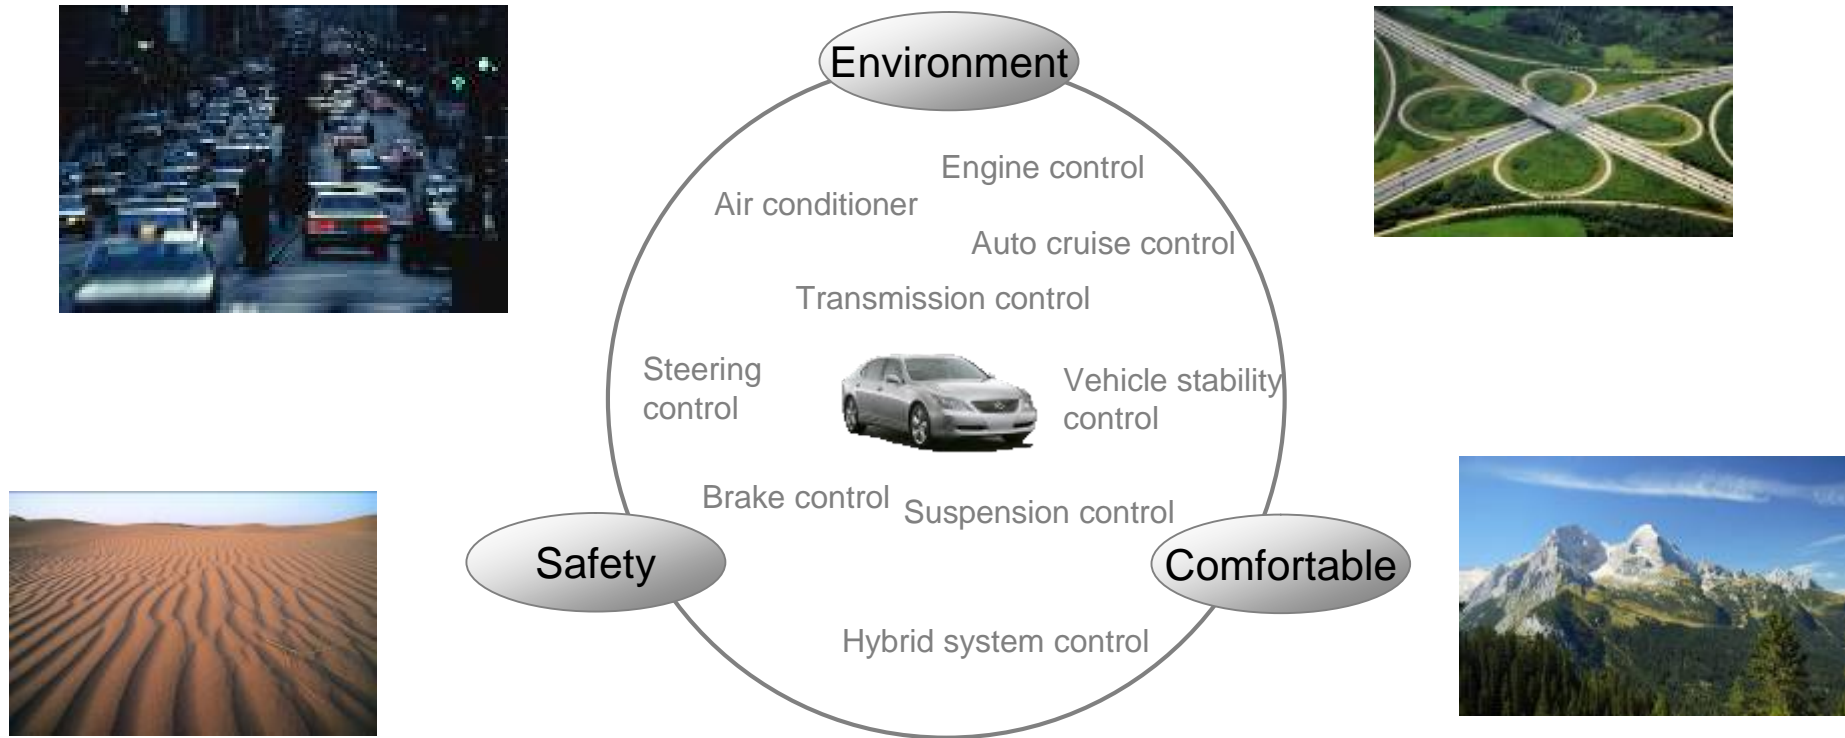 Environment
Engine control
Air conditioner
Auto cruise control
Transmission control
Steering
control
Vehicle stability
control
Brake control
Suspension control
Safety
Comfortable
Hybrid system control